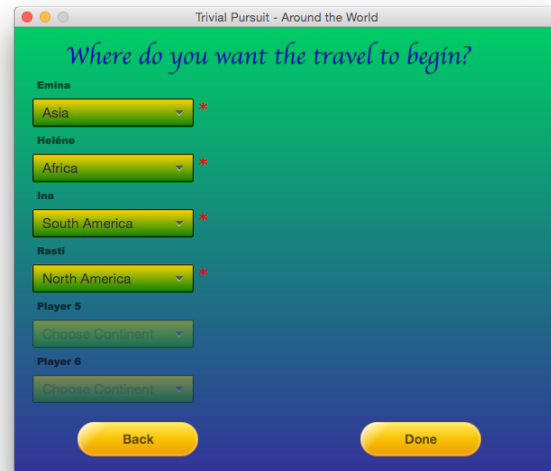 Trivial Pursuit - Around the World
Where do you want the travel to begin?
Emina
Asia *
Heléne
Africa *
Ina
South America *
Rasti
North America *
Player 5
Choose Continent
Player 6
Choose Continent
Back Done